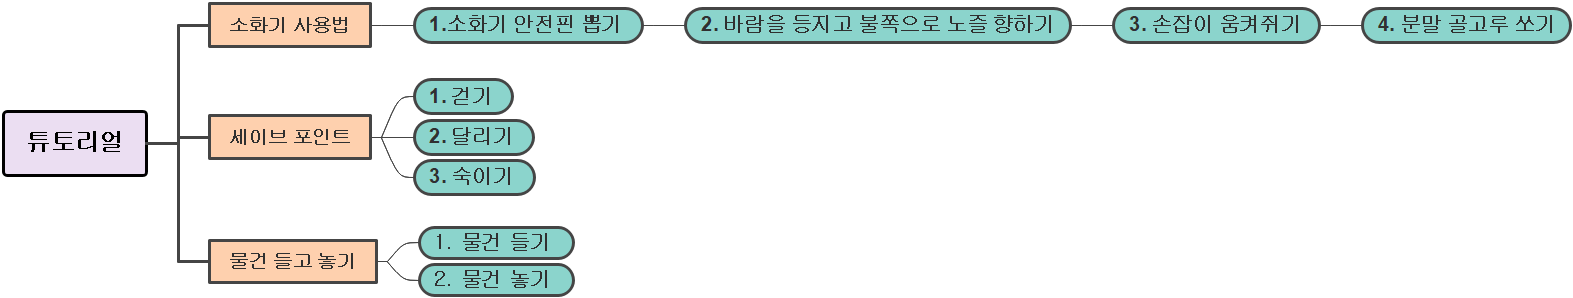 튜토리얼
소화기 사용법
1.소화기 안전핀 뽑기
2. 바람을 등지고 불쪽으로 노즐 향하기
3. 손잡이 움켜쥐기
4. 분말 골고루 쏘기
세이브 포인트
1. 걷기
2. 달리기
3. 숙이기
물건 들고 놓기
1. 물건 들기
2. 물건 놓기